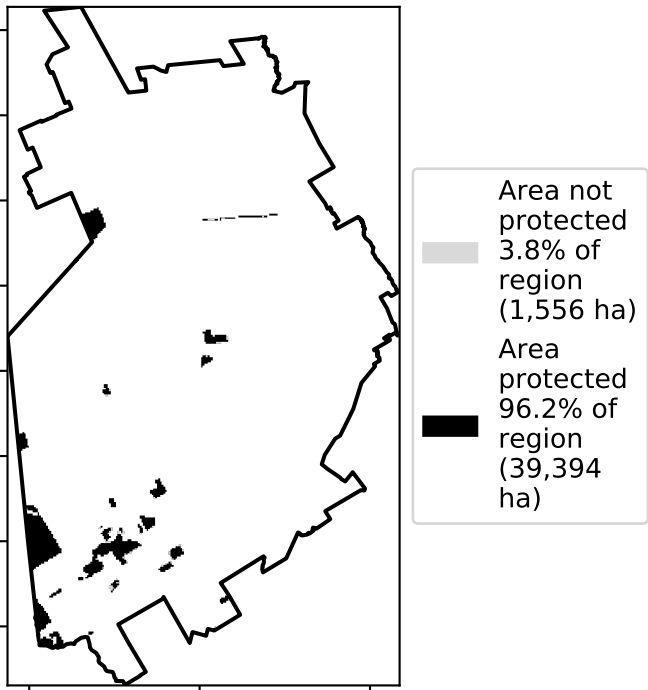 Area not
protected
3.8% of
region
(1,556 ha)
Area
protected
96.2% of
region
(39,394
ha)